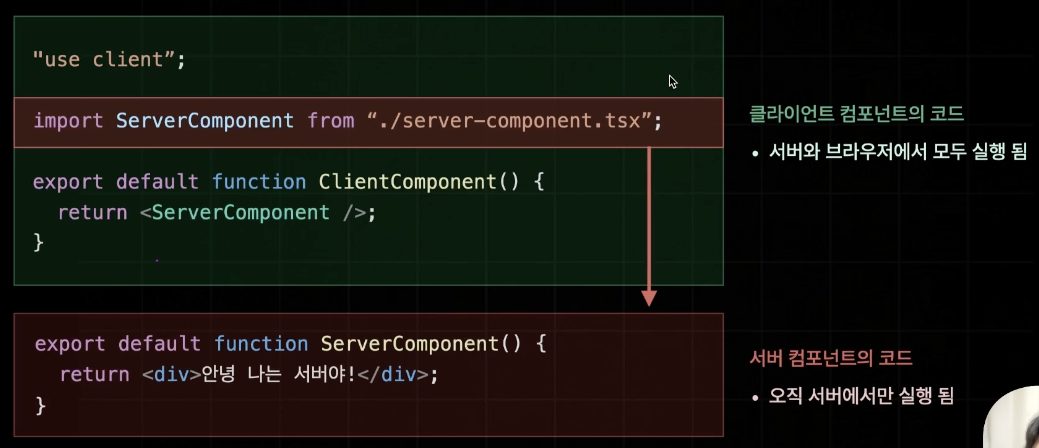 "use client”;
import ServerComponent from “./server-component.tsx”;
클라이언트 컴포넌트의 코드
• 서버와 브라우저에서 모두 실행 됨
export default function ClientComponent() {
return <ServerComponent />;
}
export default function ServerComponent() {
return <div>안녕 나는 서버야!</div>;
}
서버 컴포넌트의 코드
• 오직 서버에서만 실행 됨